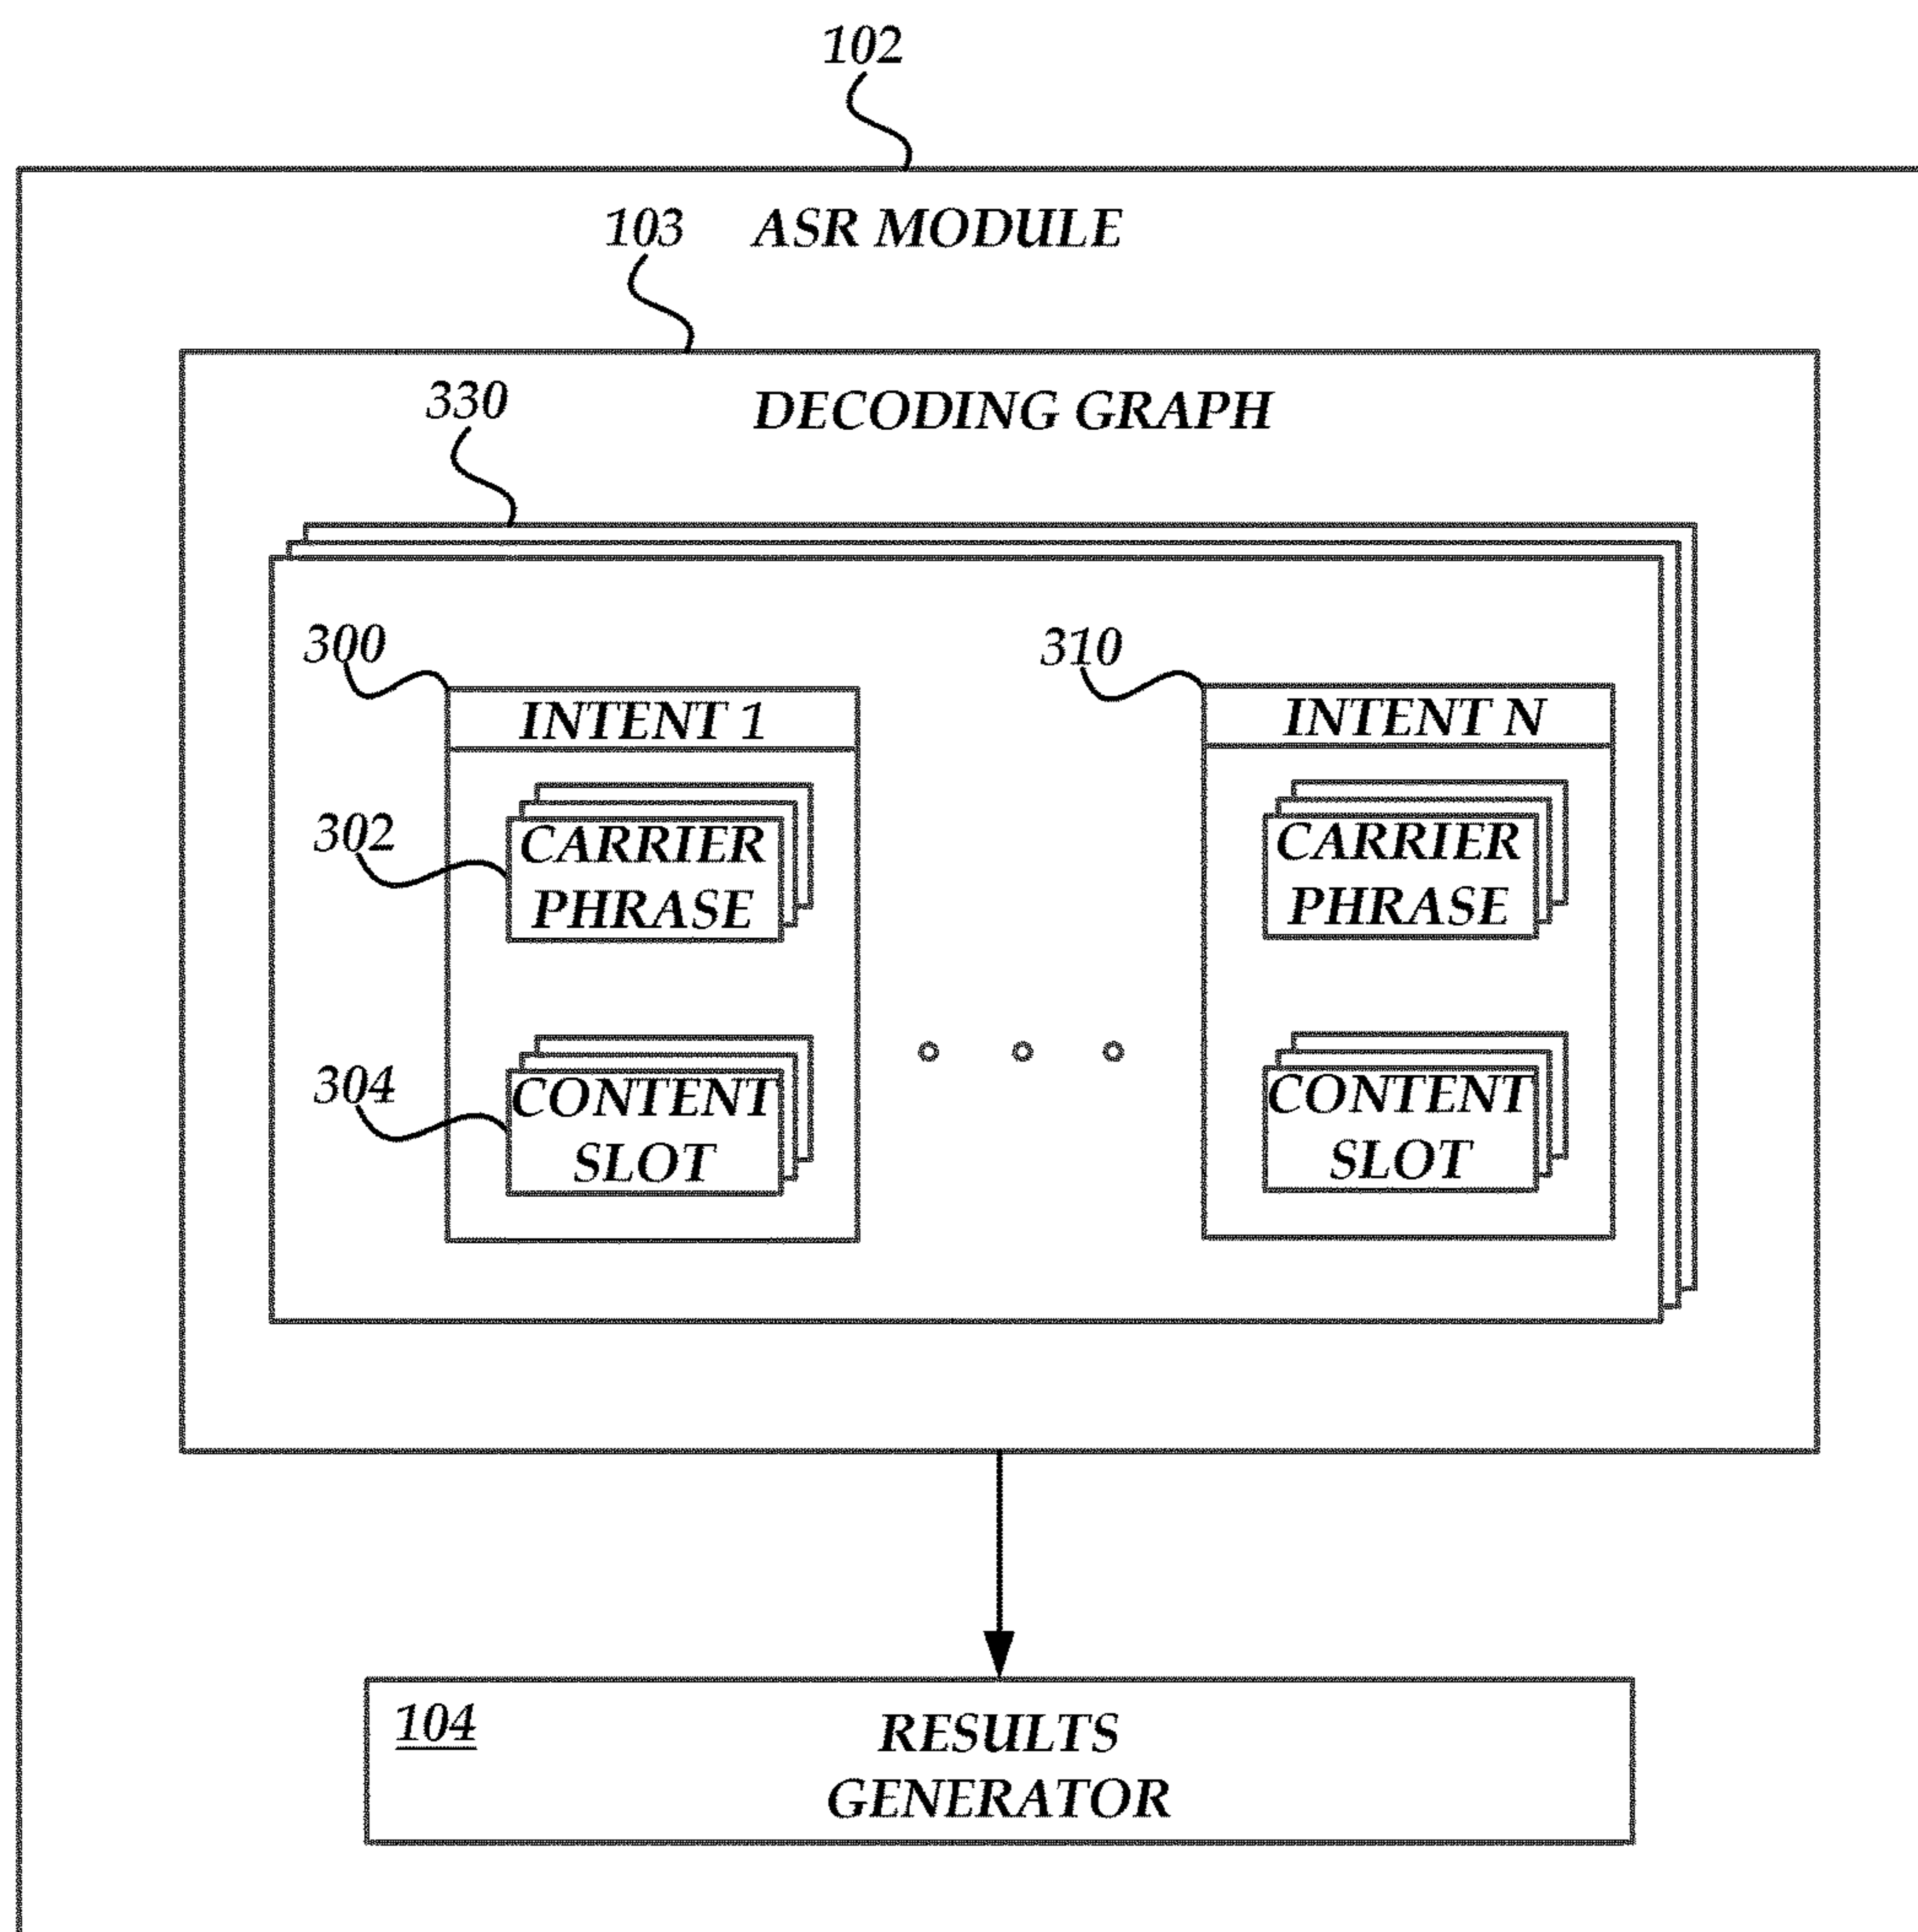 102
103 ASR MODULE
330 DECODING GRAPH
300 310
INTENT 1 INTENT N
302 CARRIER CARRIER
PHRASE PHRASE
304 CONTENT CONTENT
SLOT SLOT
104 RESULTS
GENERATOR